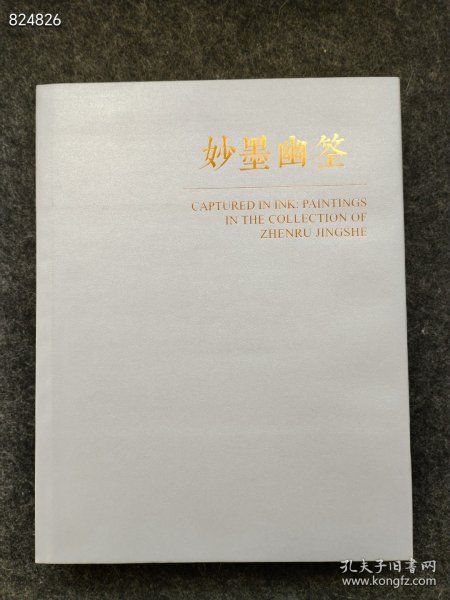 824826
妙墨幽筌
CAPTURED IN INK: PAINTINGS
IN THE COLLECTION OF
ZHENRU JINGSHE
孔夫子旧书网
www.kongfz.com